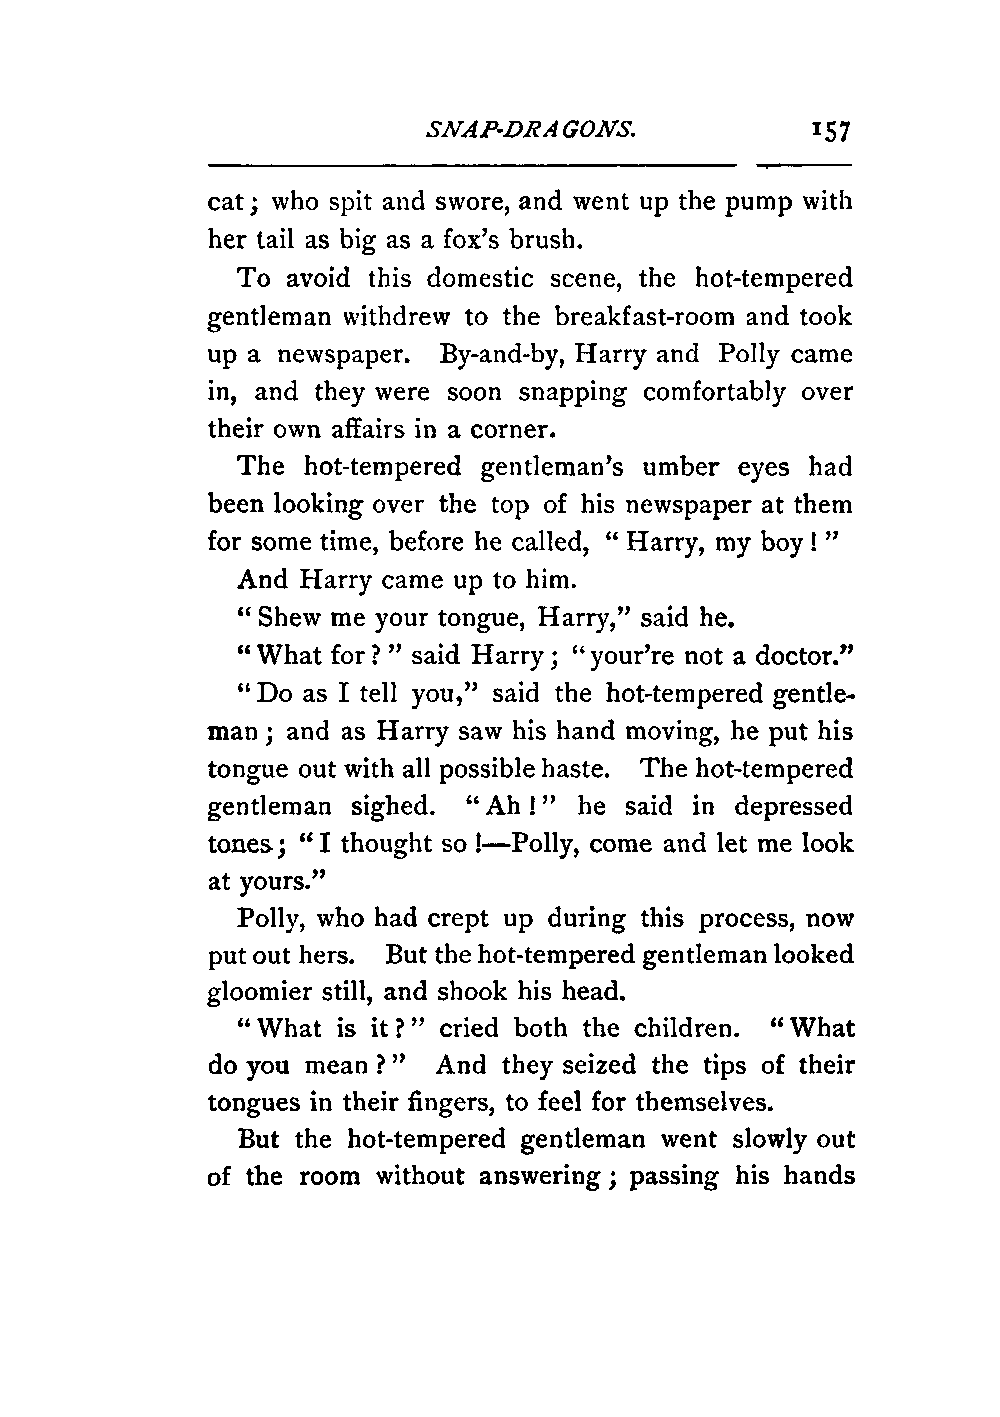 SNAP-DRAGONS. 157
cat; who spit and swore, and went up the pump with
her tail as big as a fox's brush.
To avoid this domestic scene, the hot-tempered
gentleman withdrew to the breakfast-room and took
up a newspaper. By-and-by, Harry and Polly came
in, and they were soon snapping comfortably over
their own affairs in a corner.
The hot-tempered gentleman's umber eyes had
been looking over the top of his newspaper at them
for some time, before he called, "Harry, my boy!"
And Harry came up to him.
"Shew me your tongue, Harry," said he.
"What for?" said Harry; "your're not a doctor."
"Do as I tell you," said the hot-tempered gentle-
man; and as Harry saw his hand moving, he put his
tongue out with all possible haste. The hot-tempered
gentleman sighed. "Ah!" he said in depressed
tones; "I thought so!—Polly, come and let me look
at yours."
Polly, who had crept up during this process, now
put out hers. But the hot-tempered gentleman looked
gloomier still, and shook his head.
"What is it?" cried both the children. "What
do you mean?" And they seized the tips of their
tongues in their fingers, to feel for themselves.
But the hot-tempered gentleman went slowly out
of the room without answering; passing his hands